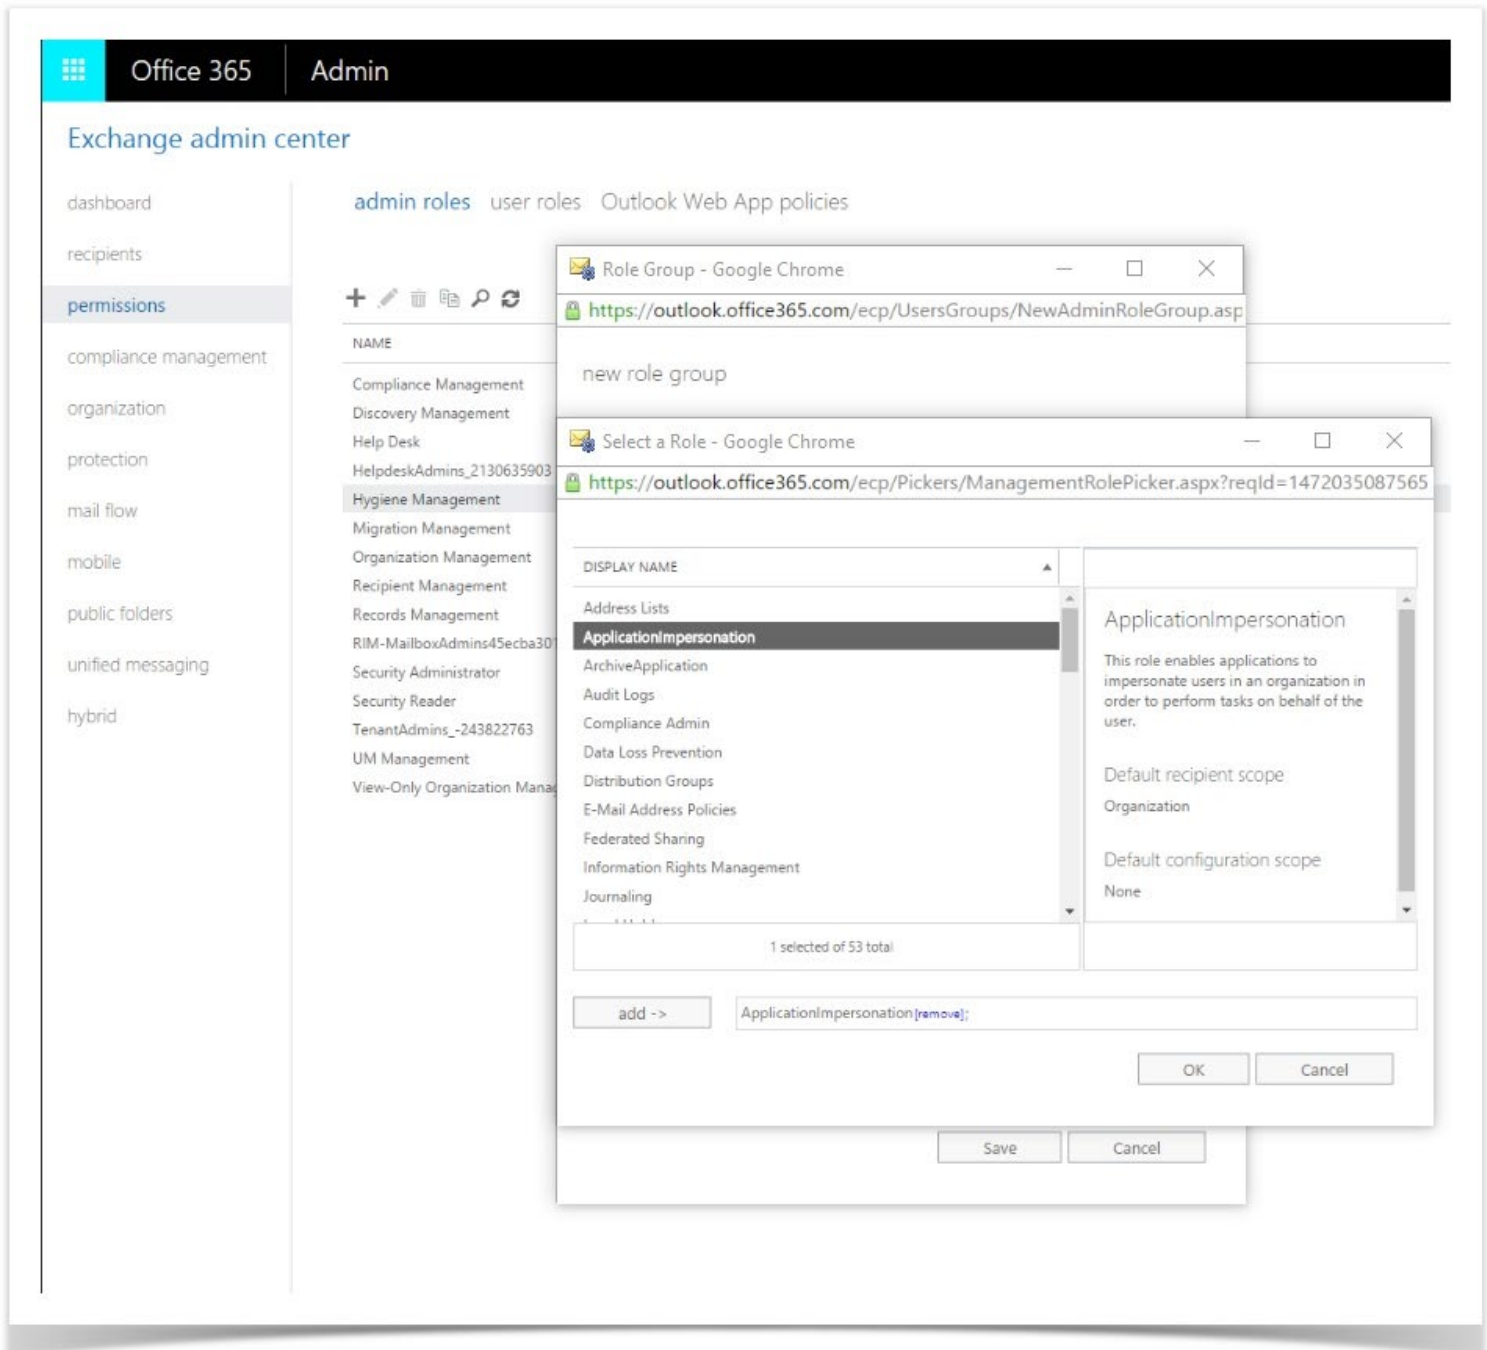 Office 365 Admin
Exchange admin center
dashboard
recipients
permissions
compliance management
organization
protection
mail flow
mobile
public folders
unified messaging
hybrid
admin roles user roles Outlook Web App policies
NAME
Compliance Management
Discovery Management
Help Desk
HelpdeskAdmins_2130635903
Hygiene Management
Migration Management
Organization Management
Recipient Management
Records Management
RIM-MailboxAdmins45ecba301
Security Administrator
Security Reader
TenantAdmins_-243822763
UM Management
View-Only Organization Mana
Role Group - Google Chrome
https://outlook.office365.com/ecp/UsersGroups/NewAdminRoleGroup.asp
new role group
Select a Role - Google Chrome
https://outlook.office365.com/ecp/Pickers/ManagementRolePicker.aspx?reqId=1472035087565
DISPLAY NAME
Address Lists
ApplicationImpersonation
ArchiveApplication
Audit Logs
Compliance Admin
Data Loss Prevention
Distribution Groups
E-Mail Address Policies
Federated Sharing
Information Rights Management
Journaling
1 selected of 53 total
ApplicationImpersonation
This role enables applications to
impersonate users in an organization in
order to perform tasks on behalf of the
user.
Default recipient scope
Organization
Default configuration scope
None
add ->
ApplicationImpersonation[remove];
OK
Cancel
Save
Cancel